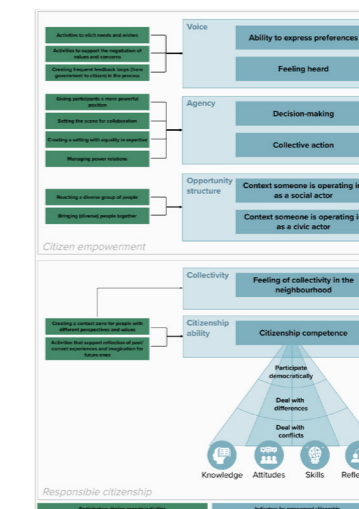 Voice
Activities to elicit needs and wishes
Activities to support the negotiation of
values and concerns
Creating frequent feedback loops (from
government to citizen) in the process
Ability to express preferences
Feeling heard
Agency
Giving participants a more powerful
position
Setting the scene for collaboration
Creating a setting with equality in expertise
Managing power relations
Decision-making
Collective action
Opportunity
structure
Reaching a diverse group of people
Bringing (diverse) people together
Context someone is operating in
as a social actor
Context someone is operating in
as a civic actor
Citizen empowerment
Collectivity
Feeling of collectivity in the
neighbourhood
Citizenship
ability
Creating a contact zone for people with
different perspectives and values
Activities that support reflection of past/
current experiences and imagination for
future ones
Citizenship competence
Participate
democratically
Deal with
differences
Deal with
conflicts
Knowledge Attitudes Skills Refle
Responsible citizenship